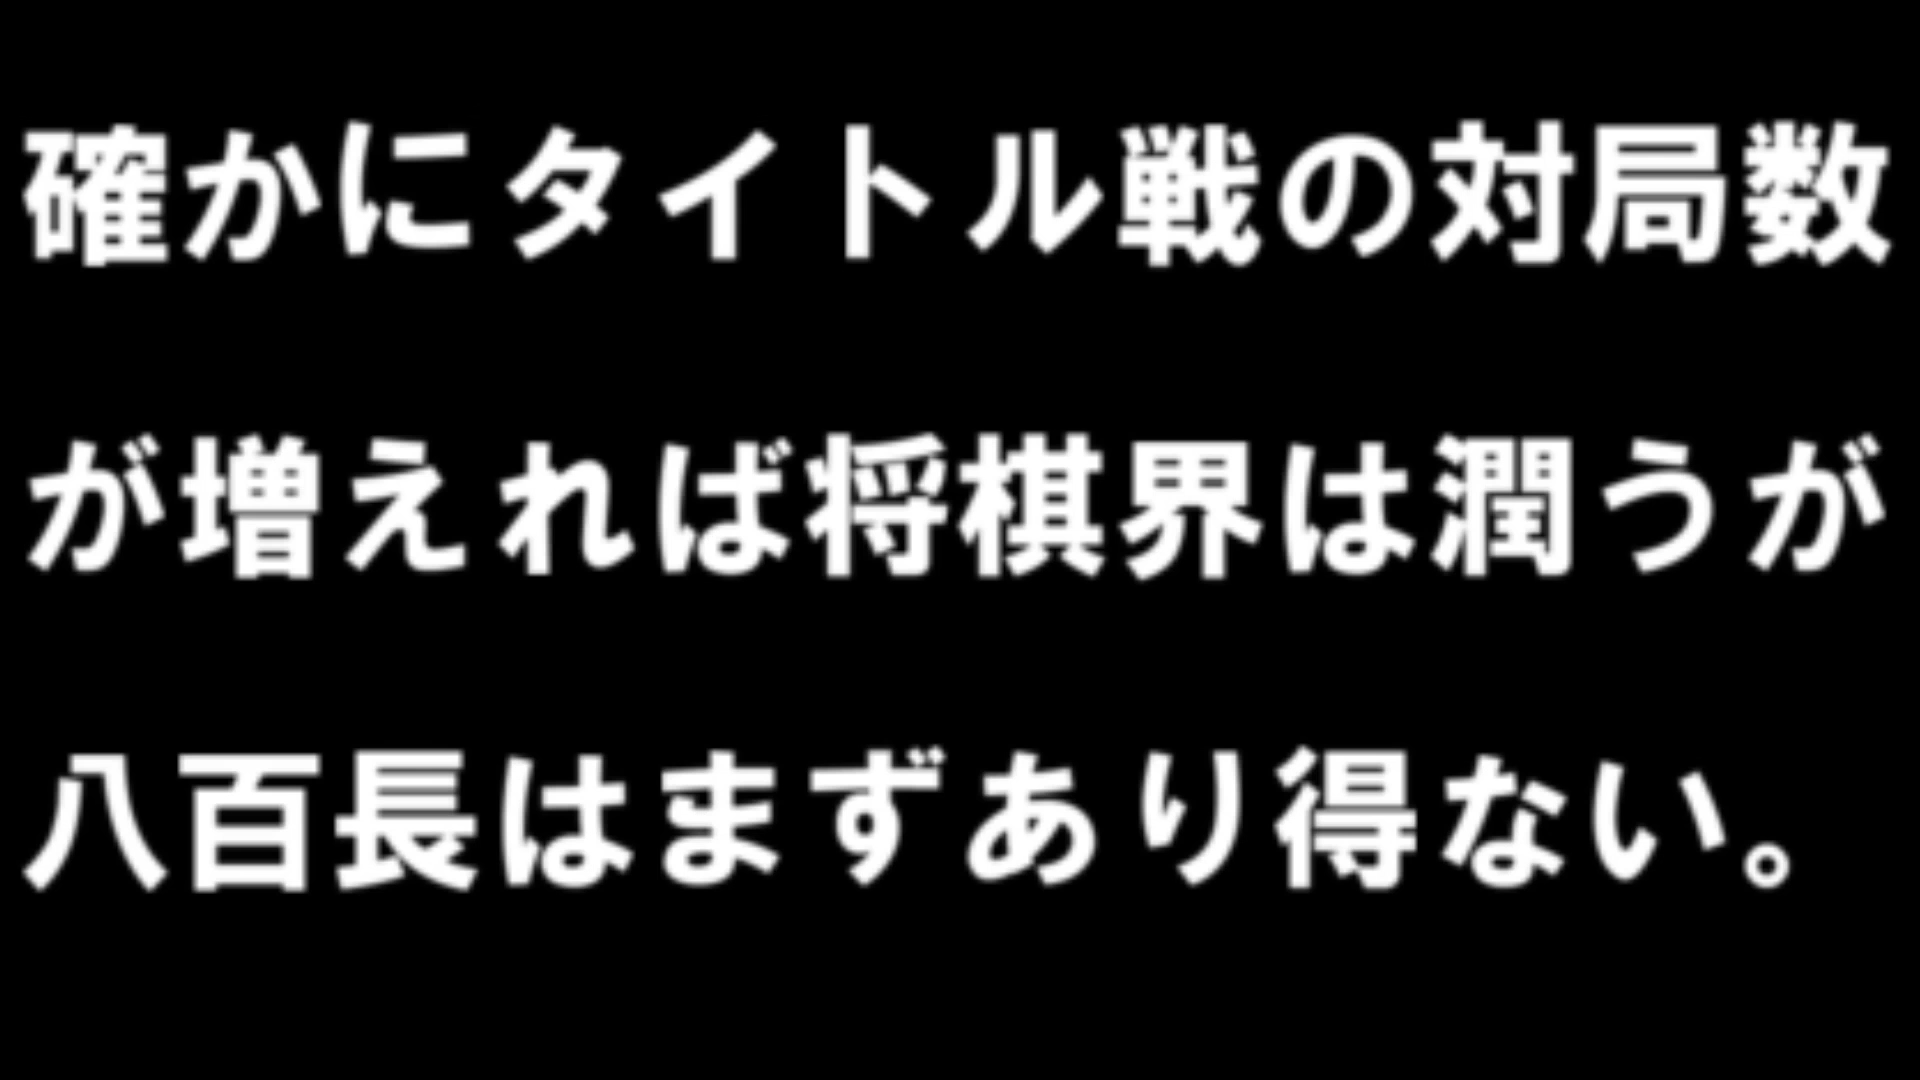 確かにタイトル戦の対局数
が増えれば将棋界は潤うが
八百長はまずあり得ない。